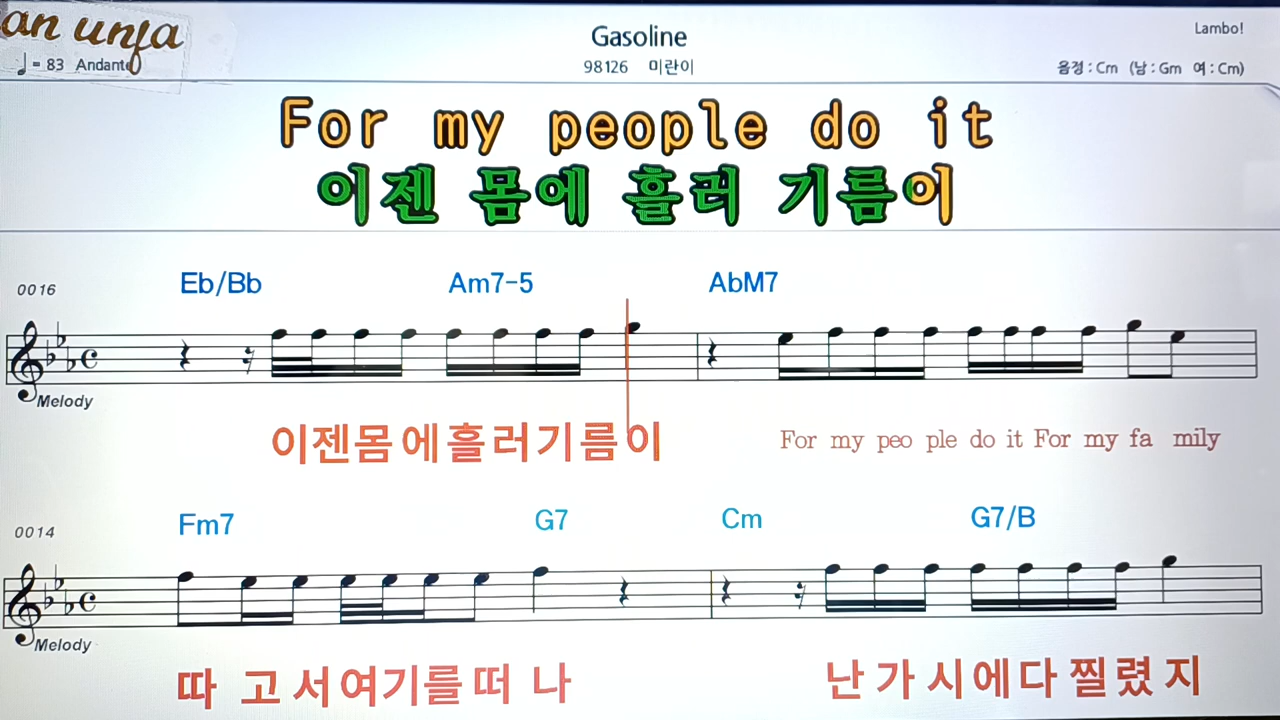 an unfa
Gasoline
Lambo!
♩= 83 Andante
98126 미란이
음정 : Cm (남 : Gm 여 : Cm)
For my people do it
이젠 몸에 흘러 기름이
0016 Eb/Bb Am7-5 AbM7
Melody
이젠몸에흘러기름이 For my peo ple do it For my fa mily
0014 Fm7 G7 Cm G7/B
Melody
따 고 서 여기를 떠 나 난 가 시 에 다 찔 렸 지